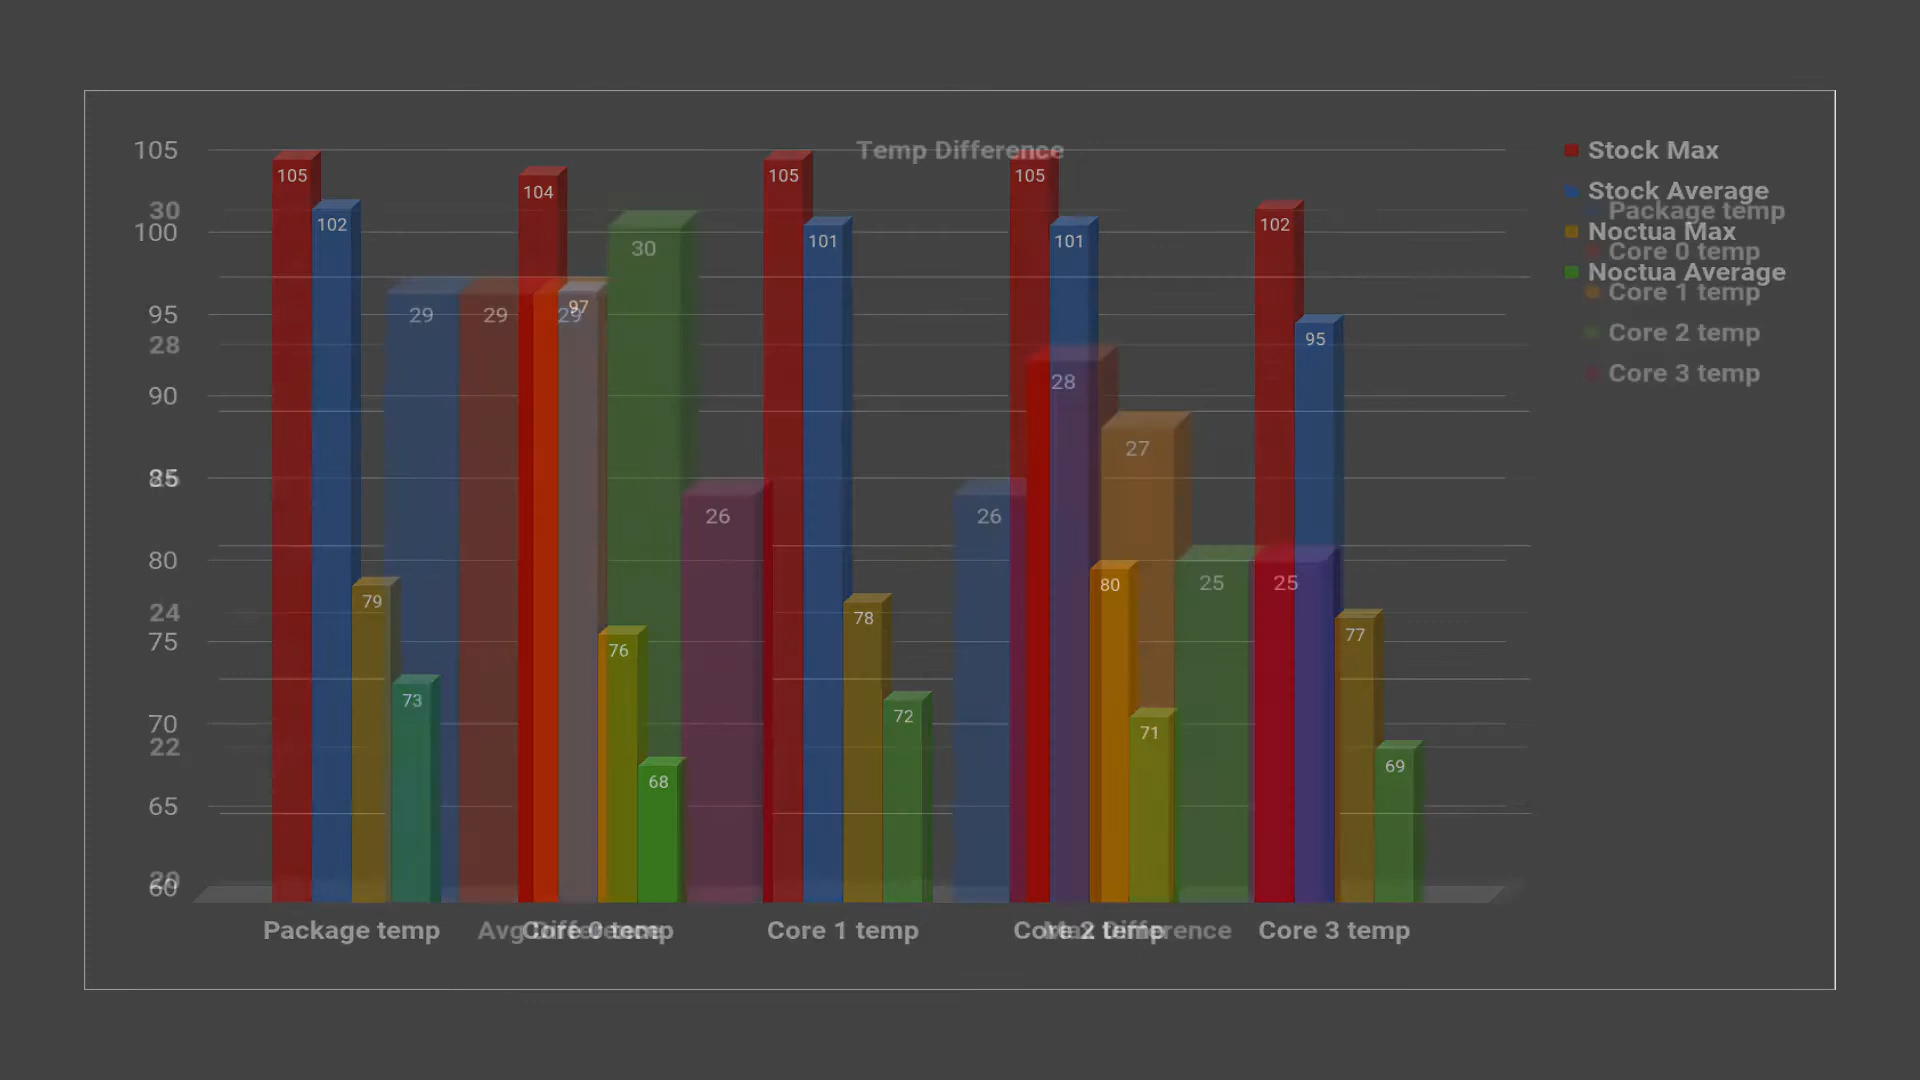 Temp Difference
105
100
95
90
85
80
75
70
65
60
30
28
24
22
20
105
102
79
73
104
97
76
68
105
101
78
72
105
101
80
71
102
95
77
69
29
29
29
30
26
26
28
27
25
25
Package temp
Core 0 temp
Core 1 temp
Core 2 temp
Core 3 temp
Avg Difference
Max Difference
Stock Max
Stock Average
Noctua Max
Noctua Average
Package temp
Core 0 temp
Core 1 temp
Core 2 temp
Core 3 temp